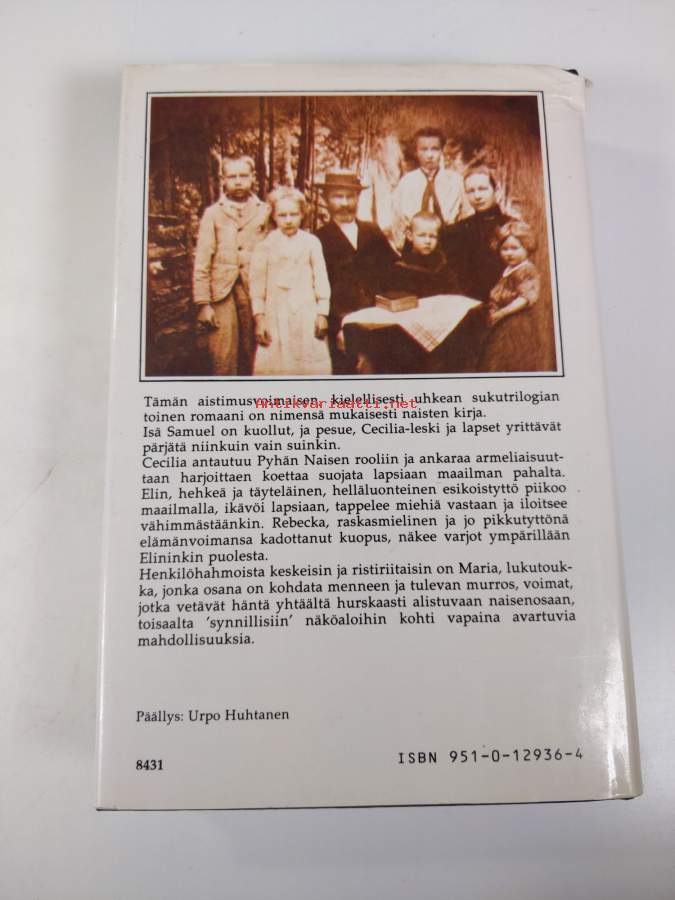 Tämän aistimusvoimaisen, kielellisesti uhkean sukutrilogian
Antikvariaatti.net
toinen romaani on nimensä mukaisesti naisten kirja.
Isä Samuel on kuollut, ja pesue, Cecilia-leski ja lapset yrittävät
pärjätä niinkuin vain suinkin.
Cecilia antautuu Pyhän Naisen rooliin ja ankaraa armeliaisuut-
taan harjoittaen koettaa suojata lapsiaan maailman pahalta.
Elin, hehkeä ja täyteläinen, helläluonteinen esikoistyttö piikoo
maailmalla, ikävöi lapsiaan, tappelee miehiä vastaan ja iloitsee
vähimmästäänkin. Rebecka, raskasmielinen ja jo pikkutyttönä
elämänvoimansa kadottanut kuopus, näkee varjot ympärillään
Elininkin puolesta.
Henkilöhahmoista keskeisin ja ristiriitaisin on Maria, lukutouk-
ka, jonka osana on kohdata menneen ja tulevan murros, voimat,
jotka vetävät häntä yhtäältä hurskaasti alistuvaan naisenosaan,
toisaalta 'synnillisiin' näköaloihin kohti vapaina avartuvia
mahdollisuuksia.
Päällys: Urpo Huhtanen
8431
ISBN 951-0-12936-4